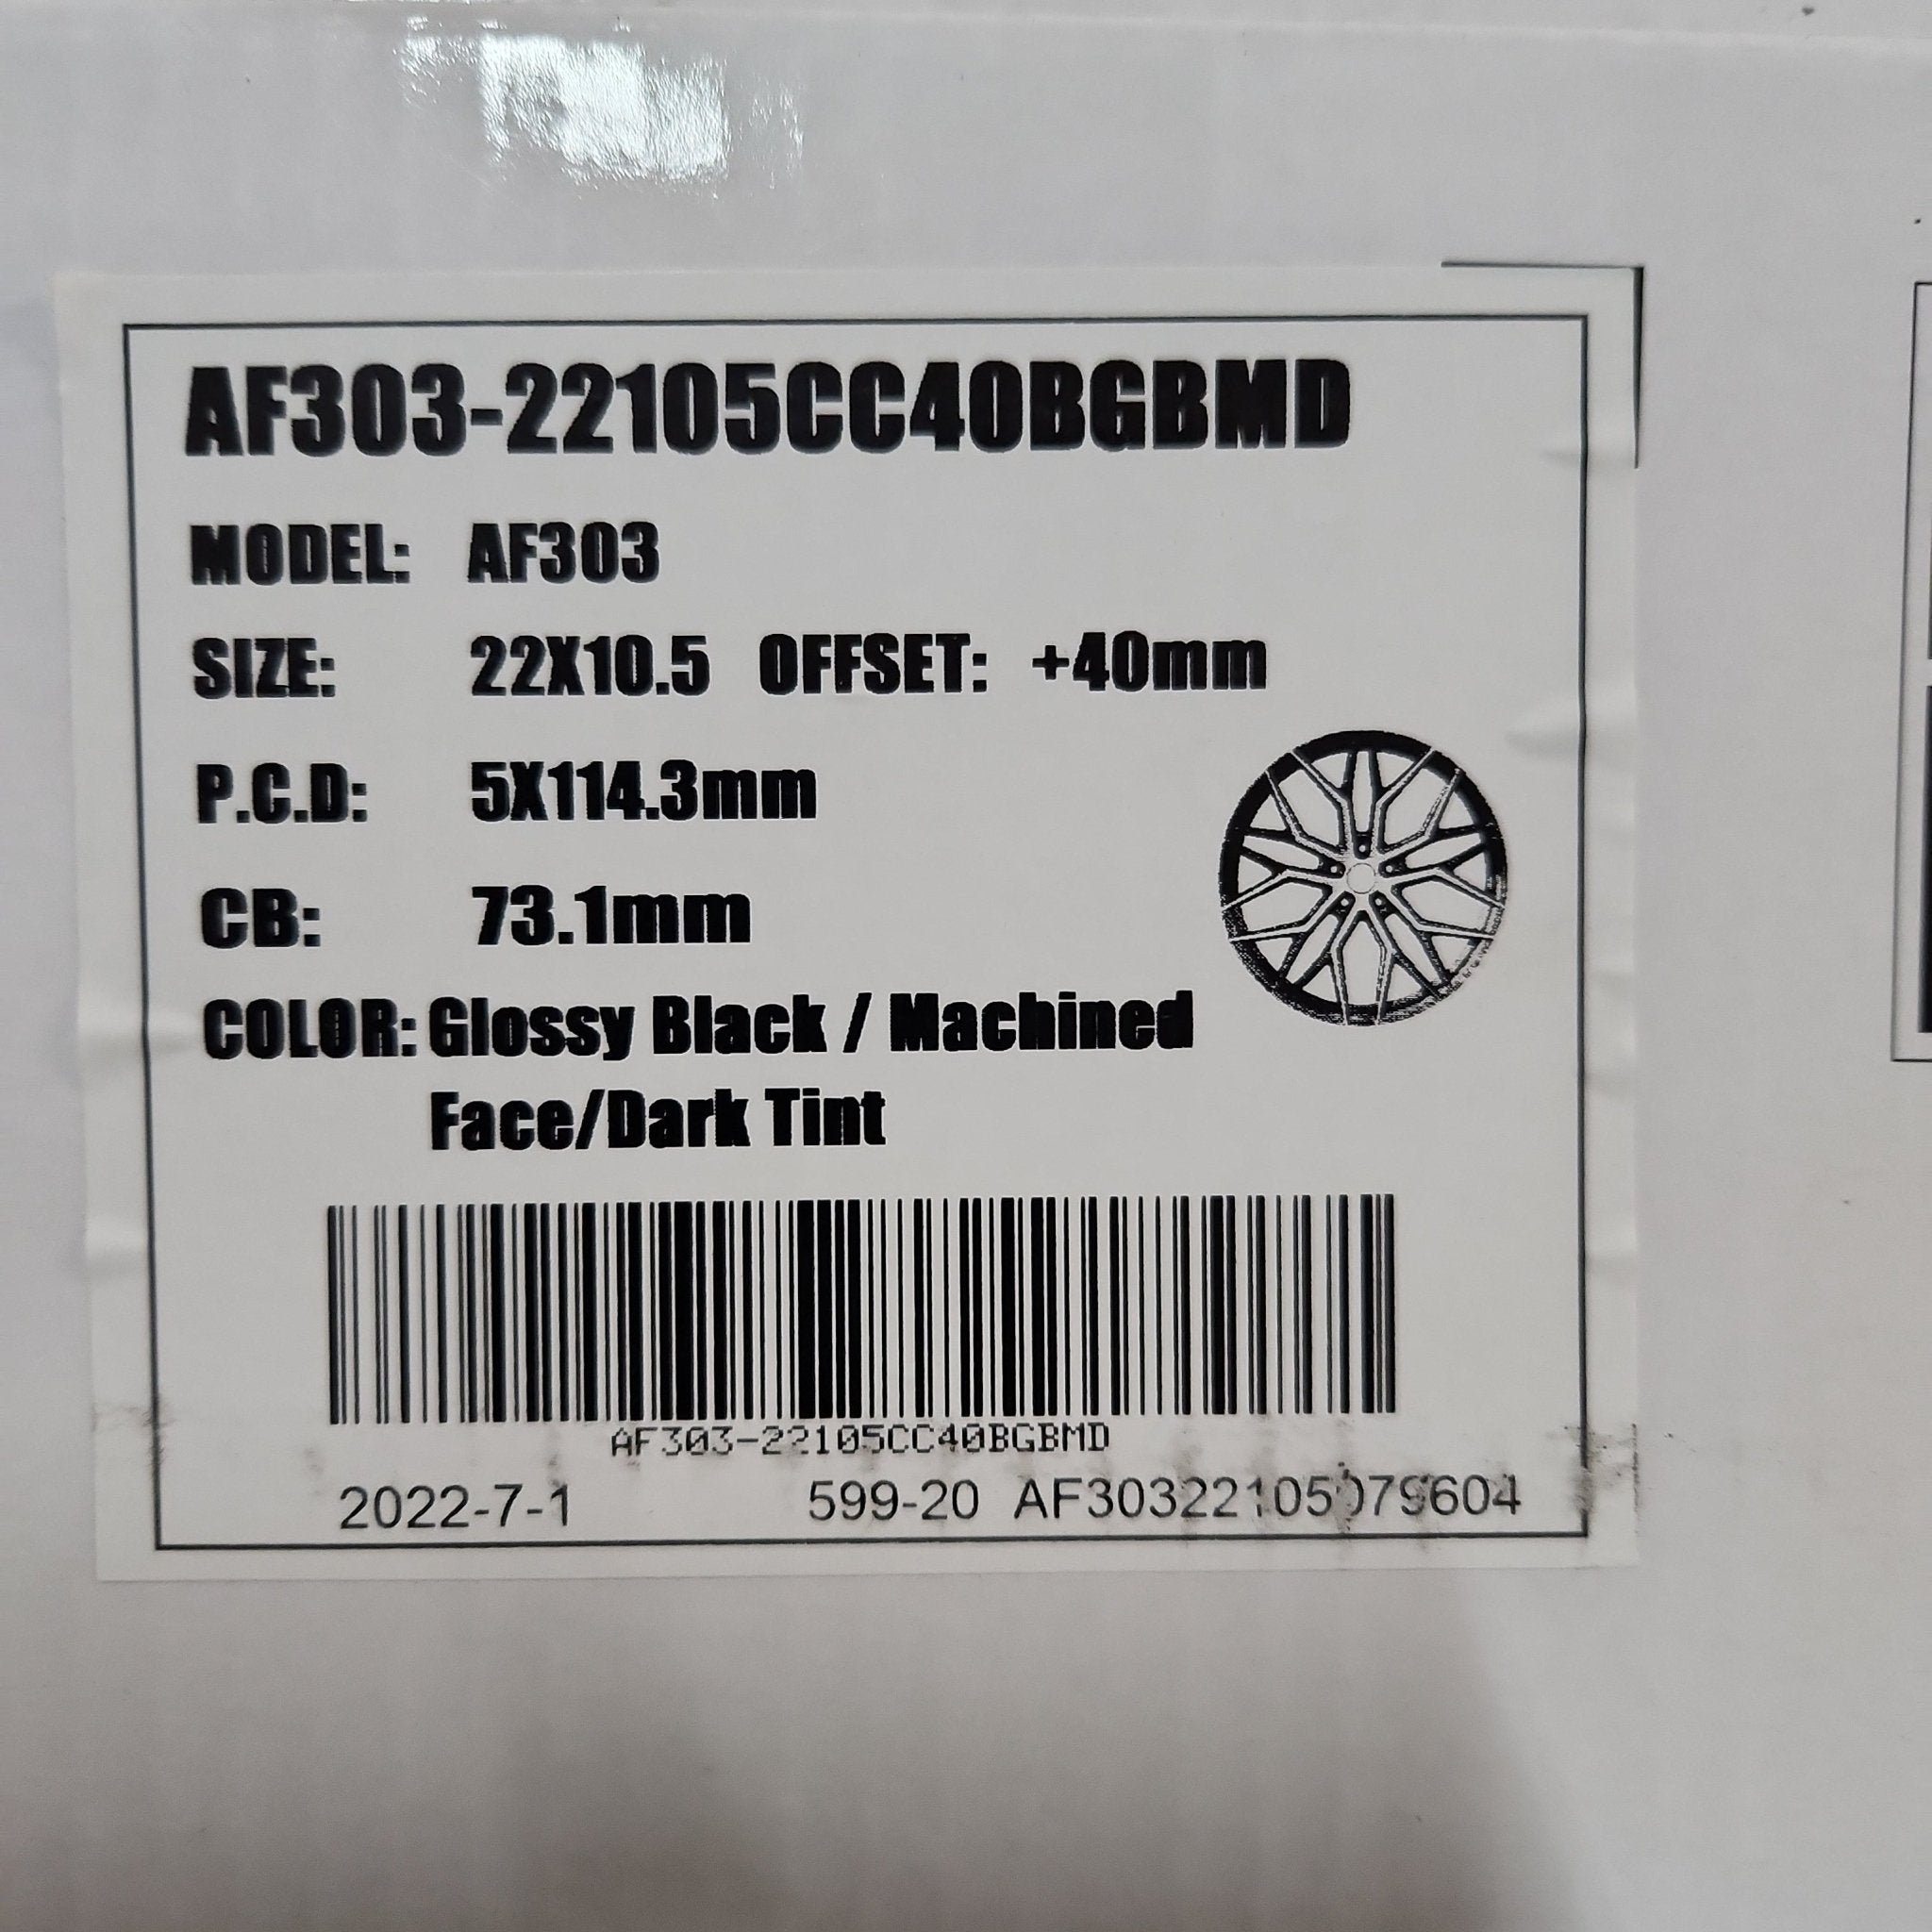 AF303-22105CC40BGBMD
MODEL: AF303
SIZE: 22X10.5 OFFSET: +40mm
P.C.D: 5X114.3mm
CB: 73.1mm
COLOR: Glossy Black / Machined
Face/Dark Tint
AF303-22105CC40BGBMD
2022-7-1 599-20